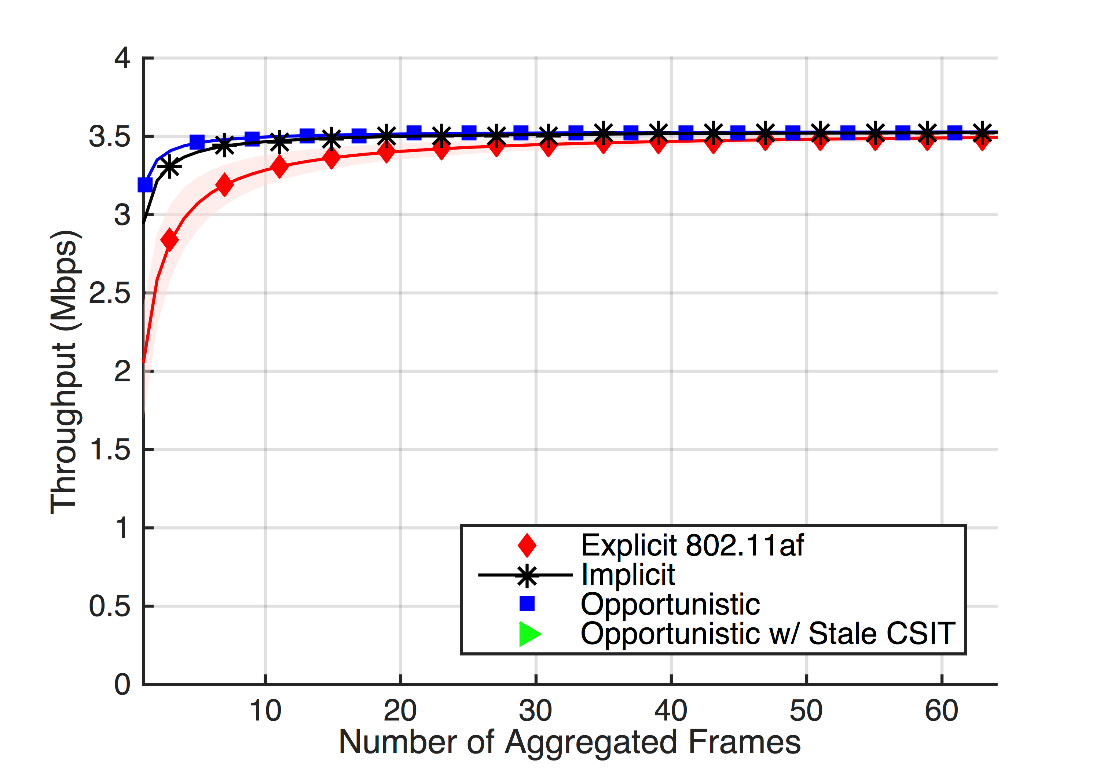 4
3.5
3
2.5
2
1.5
1
0.5
0
Throughput (Mbps)
Explicit 802.11af
Implicit
Opportunistic
Opportunistic w/ Stale CSIT
10 20 30 40 50 60
Number of Aggregated Frames